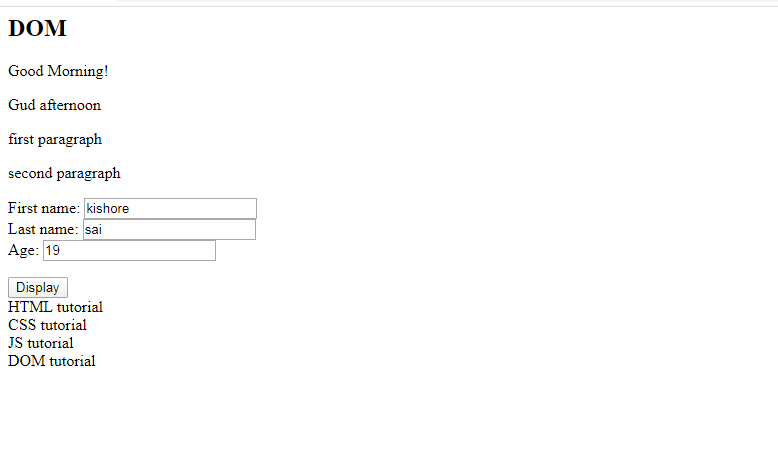 DOM
Good Morning!
Gud afternoon
first paragraph
second paragraph
First name: kishore
Last name: sai
Age: 19
Display
HTML tutorial
CSS tutorial
JS tutorial
DOM tutorial